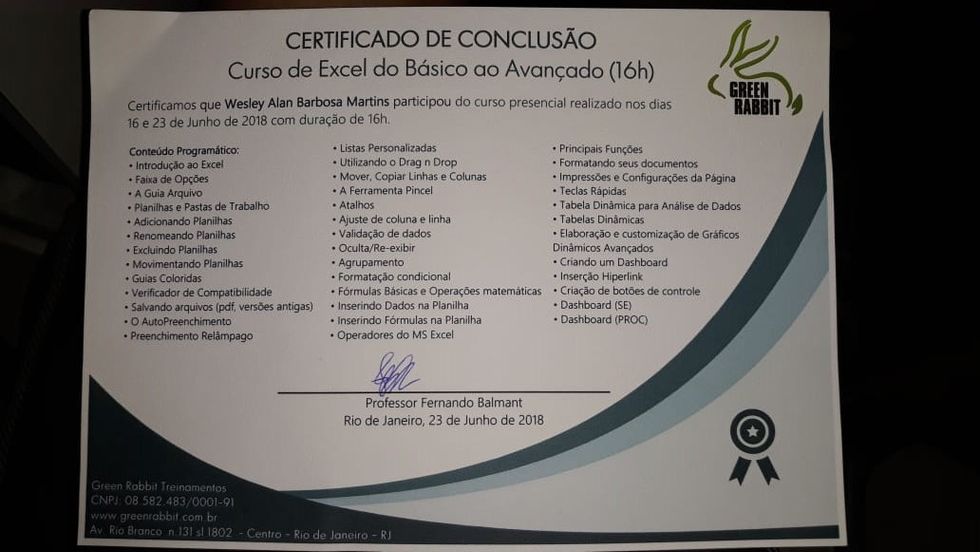 CERTIFICADO DE CONCLUSÃO
Curso de Excel do Básico ao Avançado (16h)
GREEN
RABBIT
Certificamos que Wesley Alan Barbosa Martins participou do curso presencial realizado nos dias
16 e 23 de Junho de 2018 com duração de 16h.
Conteúdo Programático:
• Introdução ao Excel
• Faixa de Opções
• A Guia Arquivo
• Planilhas e Pastas de Trabalho
• Adicionando Planilhas
• Renomeando Planilhas
• Excluindo Planilhas
• Movimentando Planilhas
• Guias Coloridas
• Verificador de Compatibilidade
• Salvando arquivos (pdf, versões antigas)
• O AutoPreenchimento
• Preenchimento Relâmpago
• Listas Personalizadas
• Utilizando o Drag n Drop
• Mover, Copiar Linhas e Colunas
• A Ferramenta Pincel
• Atalhos
• Ajuste de coluna e linha
• Validação de dados
• Oculta/Re-exibir
• Agrupamento
• Formatação condicional
• Fórmulas Básicas e Operações matemáticas
• Inserindo Dados na Planilha
• Inserindo Fórmulas na Planilha
• Operadores do MS Excel
• Principais Funções
• Formatando seus documentos
• Impressões e Configurações da Página
• Teclas Rápidas
• Tabela Dinâmica para Análise de Dados
• Tabelas Dinâmicas
• Elaboração e customização de Gráficos
Dinâmicos Avançados
• Criando um Dashboard
• Inserção Hiperlink
• Criação de botões de controle
• Dashboard (SE)
• Dashboard (PROC)
Professor Fernando Balmant
Rio de Janeiro, 23 de Junho de 2018
Green Rabbit Treinamentos
CNPJ: 08.582.483/0001-91
www.greenrabbit.com.br
Av. Rio Branco n.131 sl 1802 - Centro - Rio de Janeiro - RJ